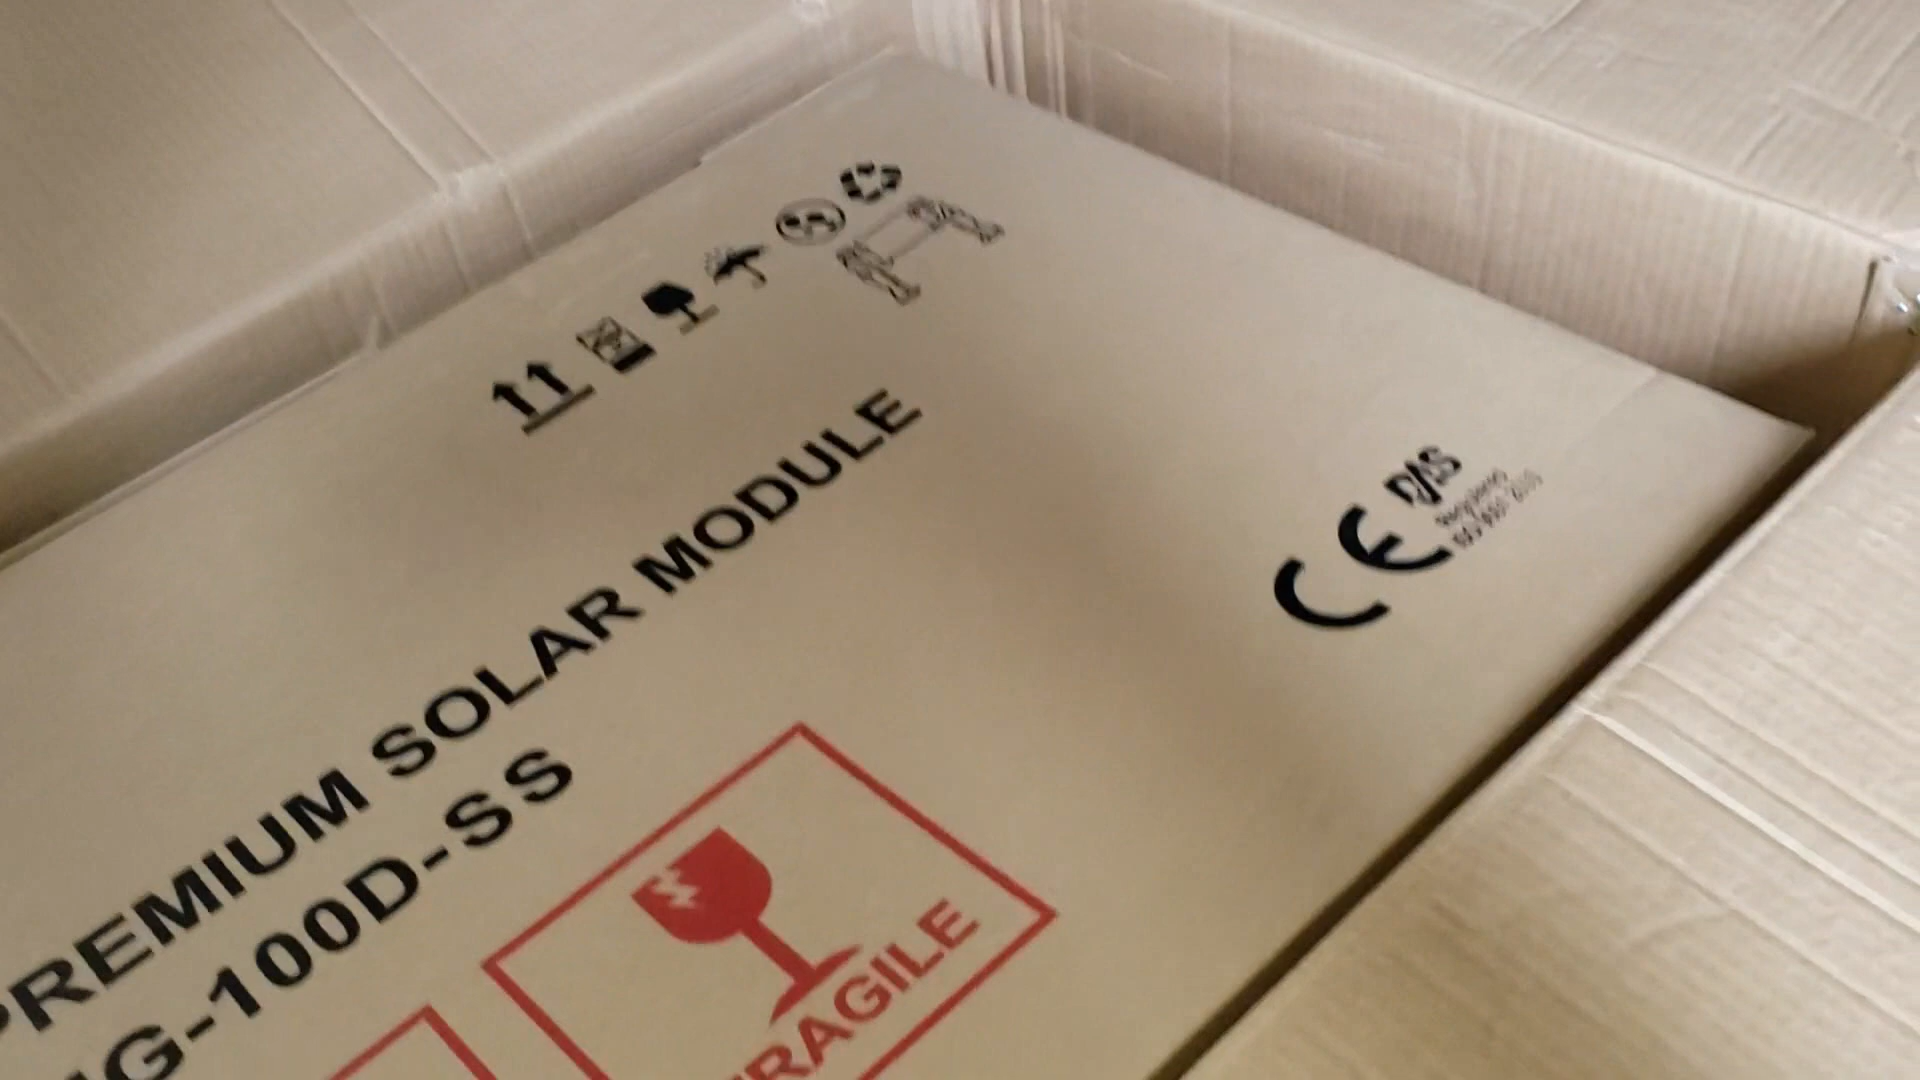 PREMIUM SOLAR MODULE
G-100D-SS
FRAGILE
CE